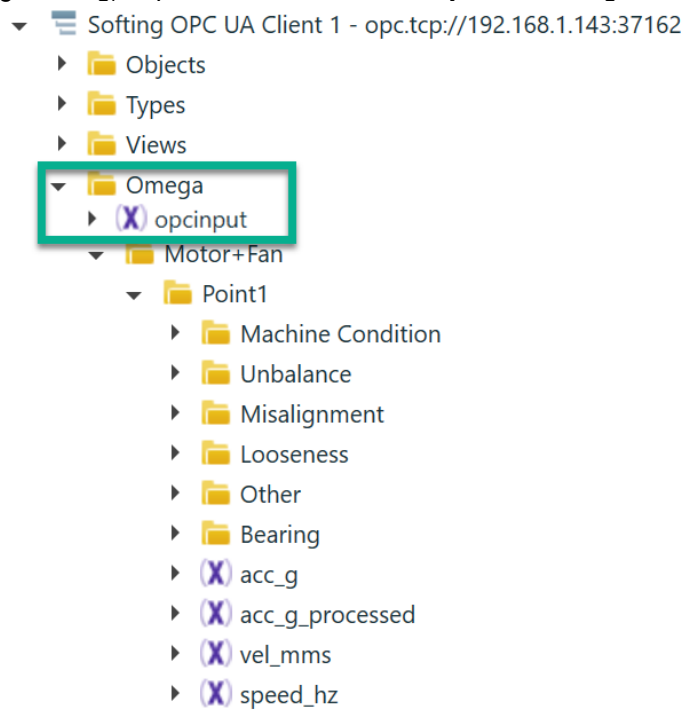 Softing OPC UA Client 1 - opc.tcp://192.168.1.143:37162
Objects
Types
Views
Omega
(X) opcinput
Motor+Fan
Point1
Machine Condition
Unbalance
Misalignment
Looseness
Other
Bearing
(X) acc_g
(X) acc_g_processed
(X) vel_mms
(X) speed_hz